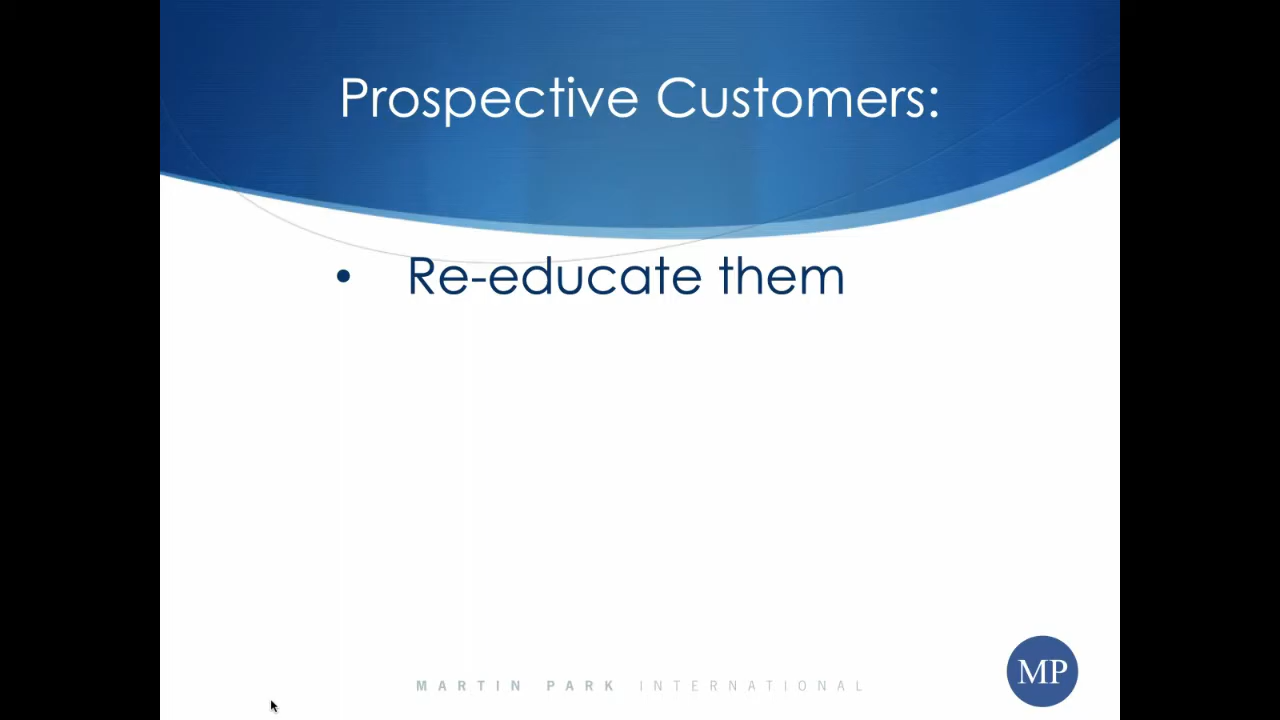 Prospective Customers:
• Re-educate them
MARTIN PARK INTERNATIONAL
MP